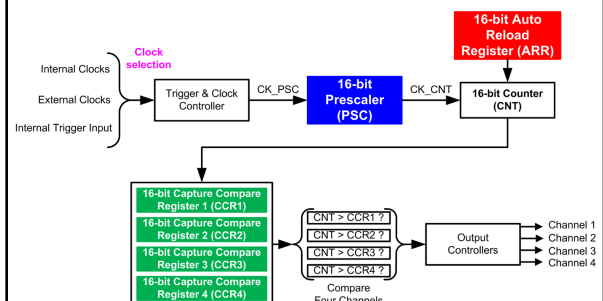 16-bit Auto
Reload
Register (ARR)
Clock
selection
Internal Clocks
External Clocks
Internal Trigger Input
Trigger & Clock
Controller
CK_PSC
16-bit
Prescaler
(PSC)
CK_CNT
16-bit Counter
(CNT)
16-bit Capture Compare
Register 1 (CCR1)
16-bit Capture Compare
Register 2 (CCR2)
16-bit Capture Compare
Register 3 (CCR3)
16-bit Capture Compare
Register 4 (CCR4)
CNT > CCR1 ?
CNT > CCR2 ?
CNT > CCR3 ?
CNT > CCR4 ?
Compare
Four Channels
Output
Controllers
Channel 1
Channel 2
Channel 3
Channel 4